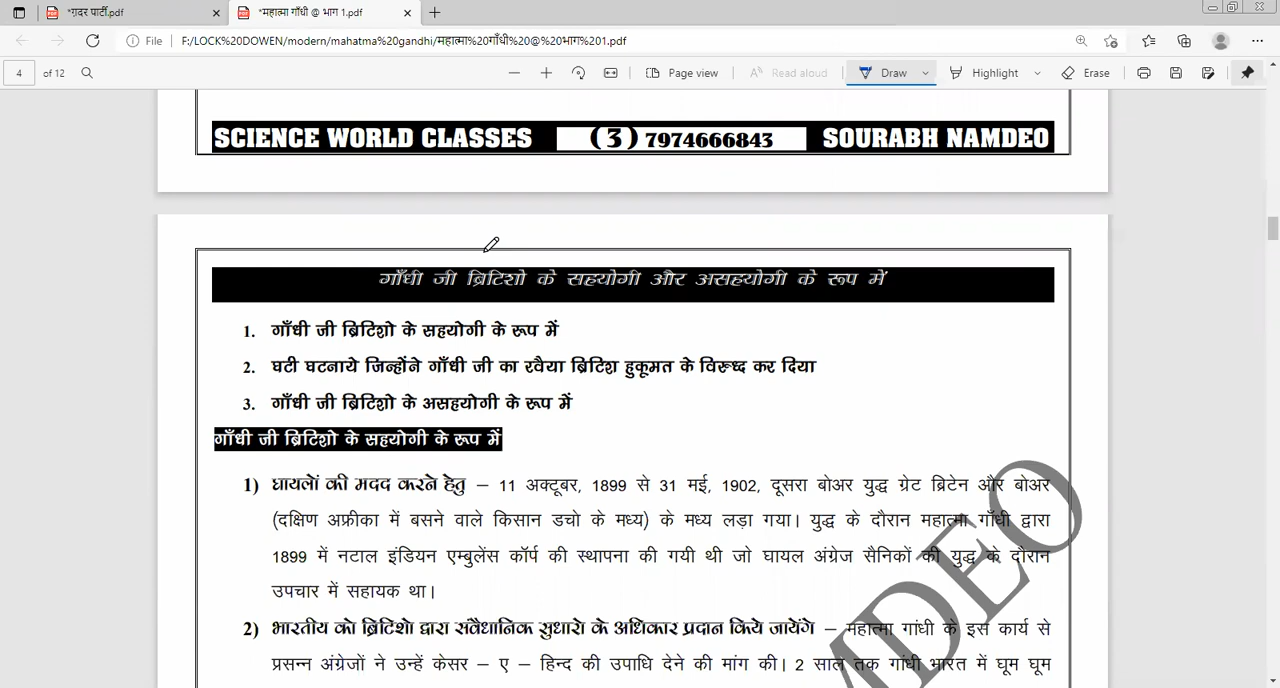 *ग़दर पार्टी.pdf
*महात्मा गाँधी @ भाग 1.pdf
File F:/LOCK%20DOWEN/modern/mahatma%20gandhi/महात्मा%20गाँधी%20@%20भाग%201.pdf
4 of 12 Page view Read aloud Draw Highlight Erase
SCIENCE WORLD CLASSES (3) 7974666843 SOURABH NAMDEO
गाँधी जी ब्रिटिशो के सहयोगी और असहयोगी के रूप में
1. गाँधी जी ब्रिटिशो के सहयोगी के रूप में
2. घटी घटनाये जिन्होंने गाँधी जी का रवैया ब्रिटिश हुकूमत के विरूध्द कर दिया
3. गाँधी जी ब्रिटिशो के असहयोगी के रूप में
गाँधी जी ब्रिटिशो के सहयोगी के रूप में
1) घायलों की मदद करने हेतु – 11 अक्टूबर, 1899 से 31 मई, 1902, दूसरा बोअर युद्ध ग्रेट ब्रिटेन और बोअर
(दक्षिण अफ्रीका में बसने वाले किसान डचो के मध्य) के मध्य लड़ा गया। युद्ध के दौरान महात्मा गाँधी द्वारा
1899 में नटाल इंडियन एम्बुलेंस कॉर्प की स्थापना की गयी थी जो घायल अंग्रेज सैनिकों की युद्ध के दौरान
उपचार में सहायक था।
2) भारतीय को ब्रिटिशो द्वारा संवैधानिक सुधारो के अधिकार प्रदान किये जायेंगे – महात्मा गांधी के इस कार्य से
प्रसन्न अंग्रेजों ने उन्हें केसर – ए – हिन्द की उपाधि देने की मांग की। 2 साल तक गांधी भारत में घूम घूम
MDEO